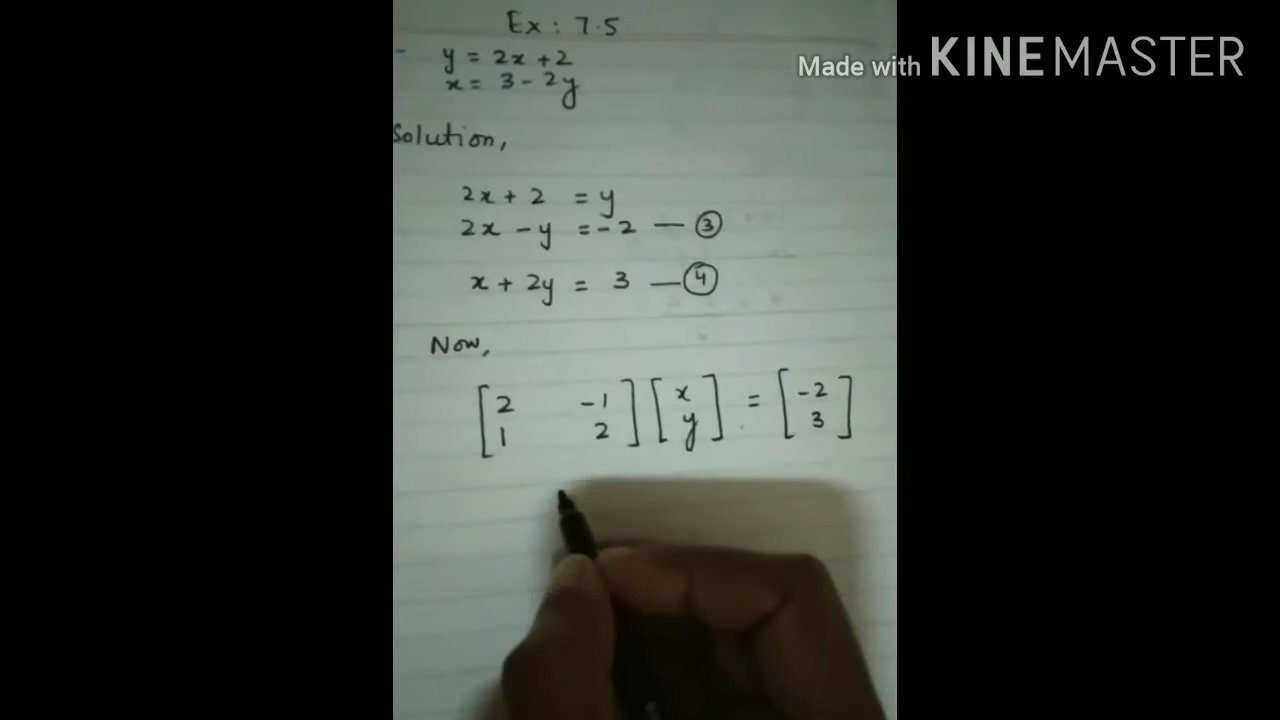 Made with KINEMASTER
Ex: 7.5
y = 2x + 2
x = 3 - 2y
Solution,
2x + 2 = y
2x - y = -2 — ③
x + 2y = 3 — ④
Now,
[2 -1] [x] = [-2]
[1 2] [y] [3]